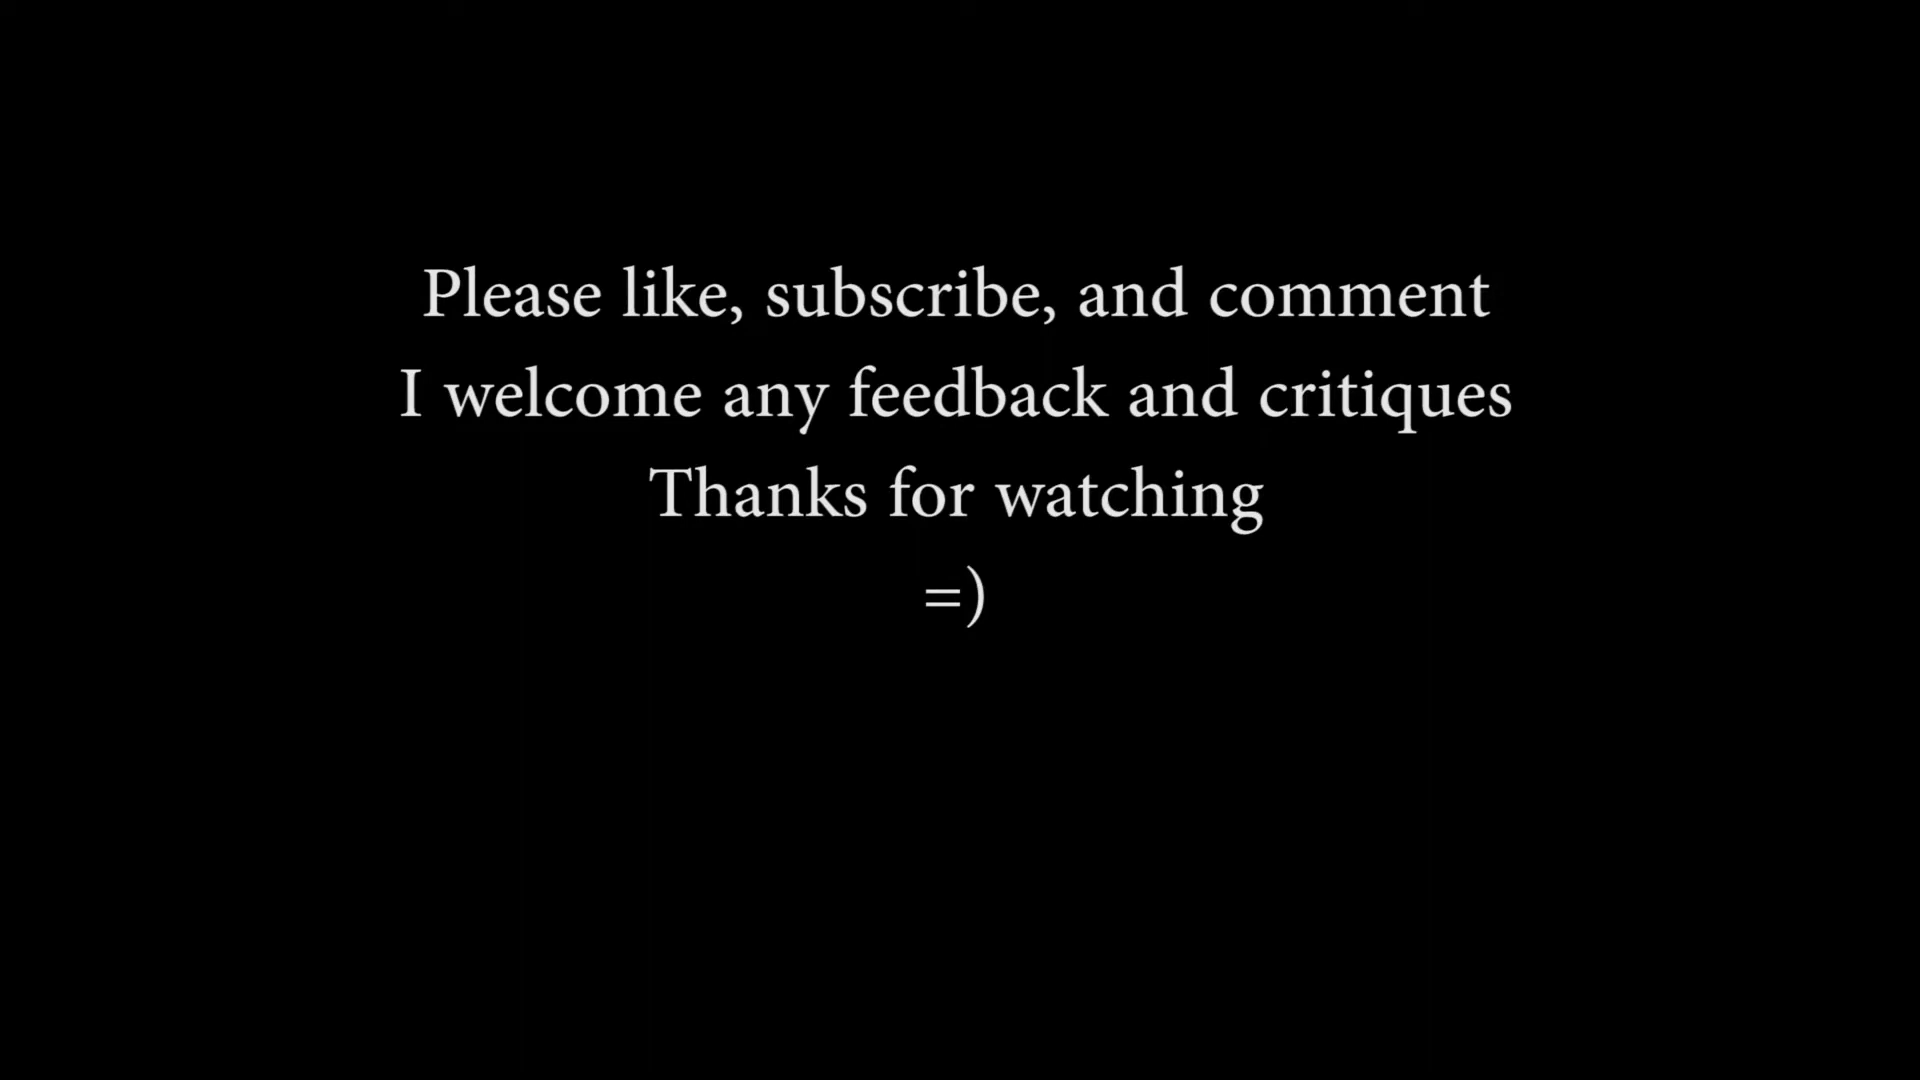 Please like, subscribe, and comment
I welcome any feedback and critiques
Thanks for watching
=)